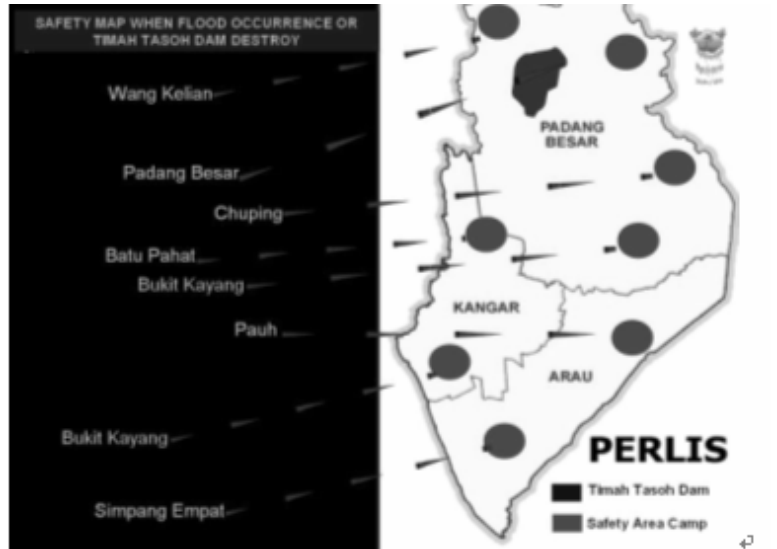 SAFETY MAP WHEN FLOOD OCCURRENCE OR
TIMAH TASOH DAM DESTROY
Wang Kelian
Padang Besar
Chuping
Batu Pahat
Bukit Kayang
Pauh
Bukit Kayang
Simpang Empat
PADANG
BESAR
KANGAR
ARAU
PERLIS
Timah Tasoh Dam
Safety Area Camp